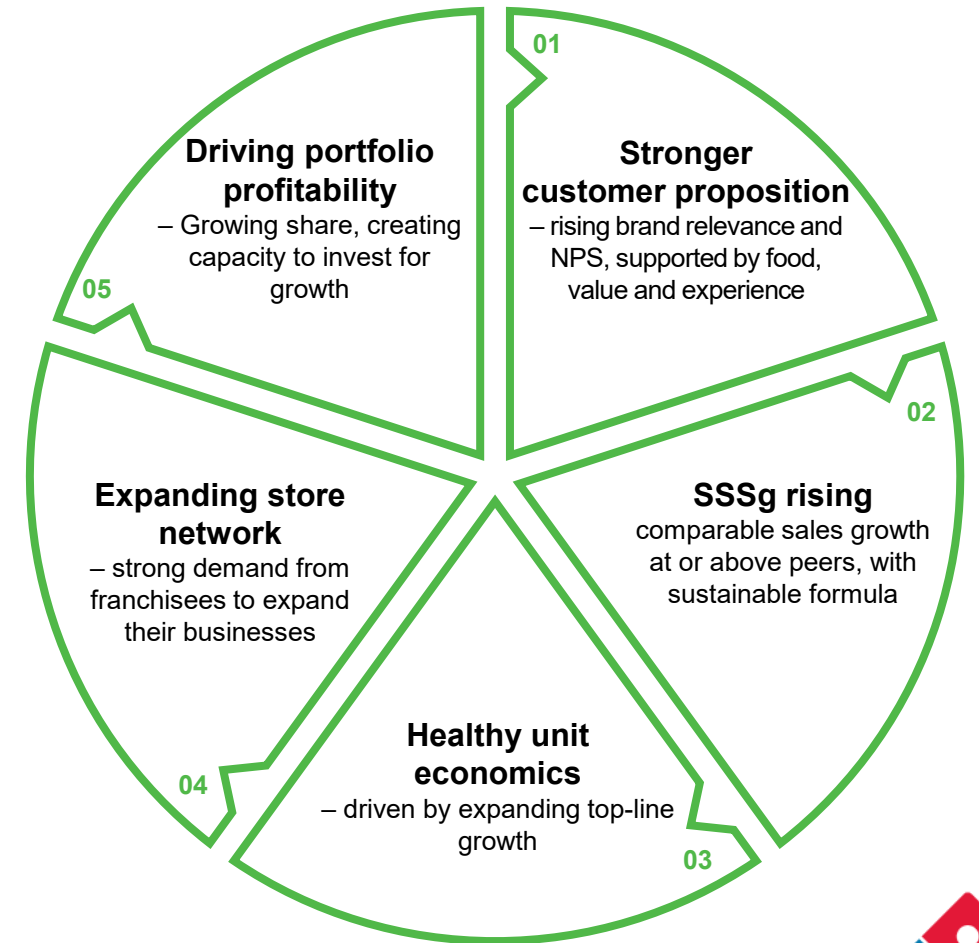 01
Stronger
customer proposition
– rising brand relevance and
NPS, supported by food,
value and experience
02
SSSg rising
comparable sales growth
at or above peers, with
sustainable formula
Healthy unit
economics
– driven by expanding top-line
growth
03
Expanding store
network
– strong demand from
franchisees to expand
their businesses
04
Driving portfolio
profitability
– Growing share, creating
capacity to invest for
growth
05